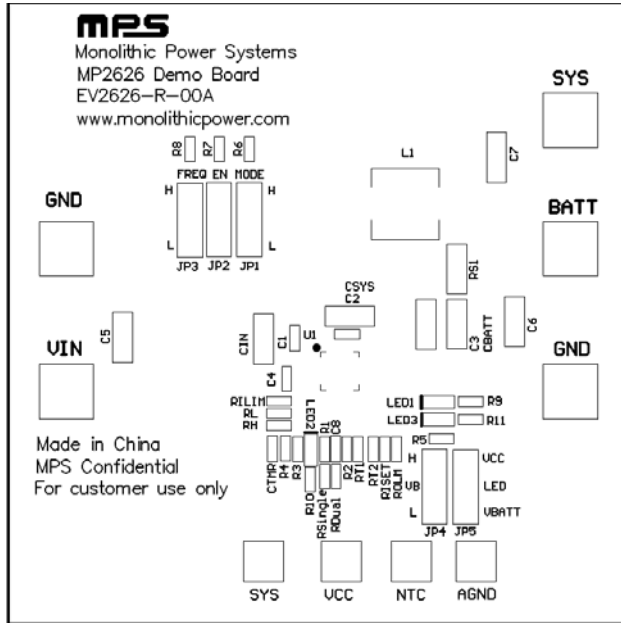 mPS
Monolithic Power Systems
MP2626 Demo Board
EV2626-R-00A
www.monolithicpower.com
SYS
R8 R7 R6
L1
C7
FREQ EN MODE
H H
GND
BATT
L L
JP3 JP2 JP1
RS1
CSYS
C2
VIN
C5
CIN
C1
U1
C3
CBATT
C6
GND
C4
RILIM
RL
RH
LED2
LED1 R9
LED3 R11
R5
Made in China
MPS Confidential
For customer use only
CTMR R4 R3 R10 R1 C8 R2 RT1 RT2 RISET ROLM
RSingle RDual
H VCC
VB LED
L VBATT
JP4 JP5
SYS VCC NTC AGND